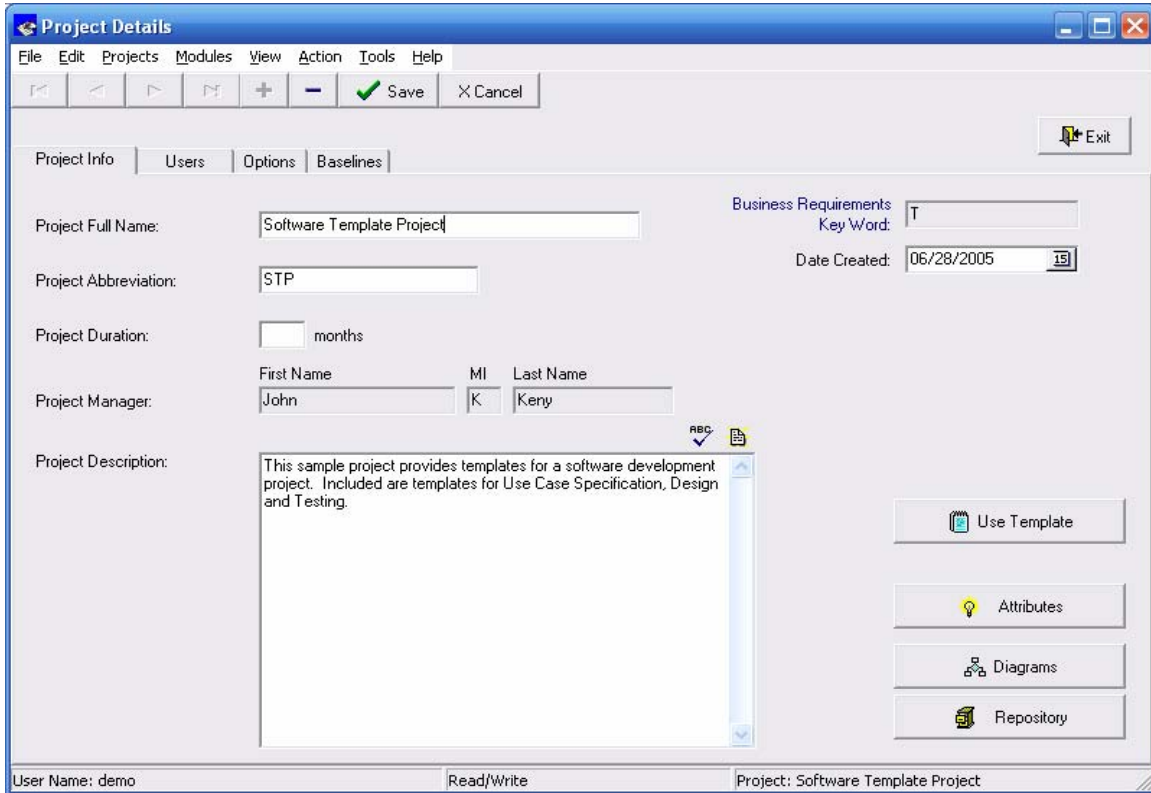 Project Details
File Edit Projects Modules View Action Tools Help
Save X Cancel
Exit
Project Info Users Options Baselines
Project Full Name: Software Template Project
Business Requirements
Key Word: T
Date Created: 06/28/2005 15
Project Abbreviation: STP
Project Duration: months
First Name MI Last Name
Project Manager: John K Keny
ABC
Project Description:
This sample project provides templates for a software development
project. Included are templates for Use Case Specification, Design
and Testing.
Use Template
Attributes
Diagrams
Repository
User Name: demo Read/Write Project: Software Template Project